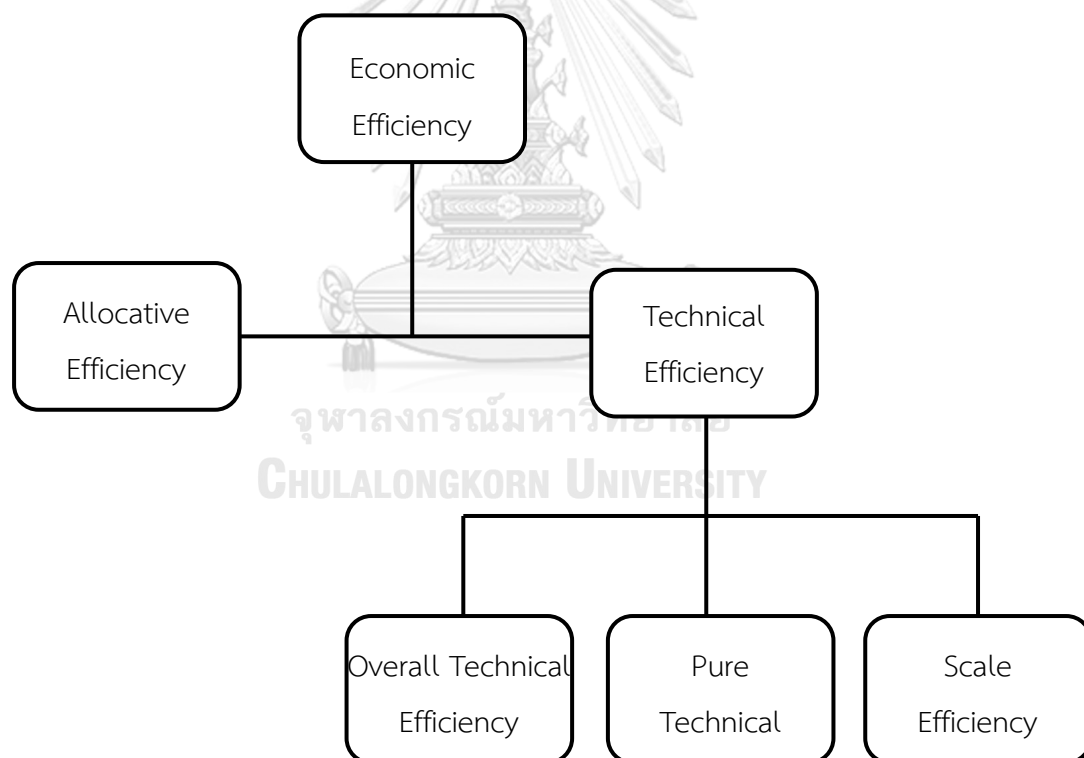 Economic
Efficiency
Allocative
Efficiency
Technical
Efficiency
จุฬาลงกรณ์มหาวิทยาลัย
CHULALONGKORN UNIVERSITY
Overall Technical
Efficiency
Pure
Technical
Scale
Efficiency